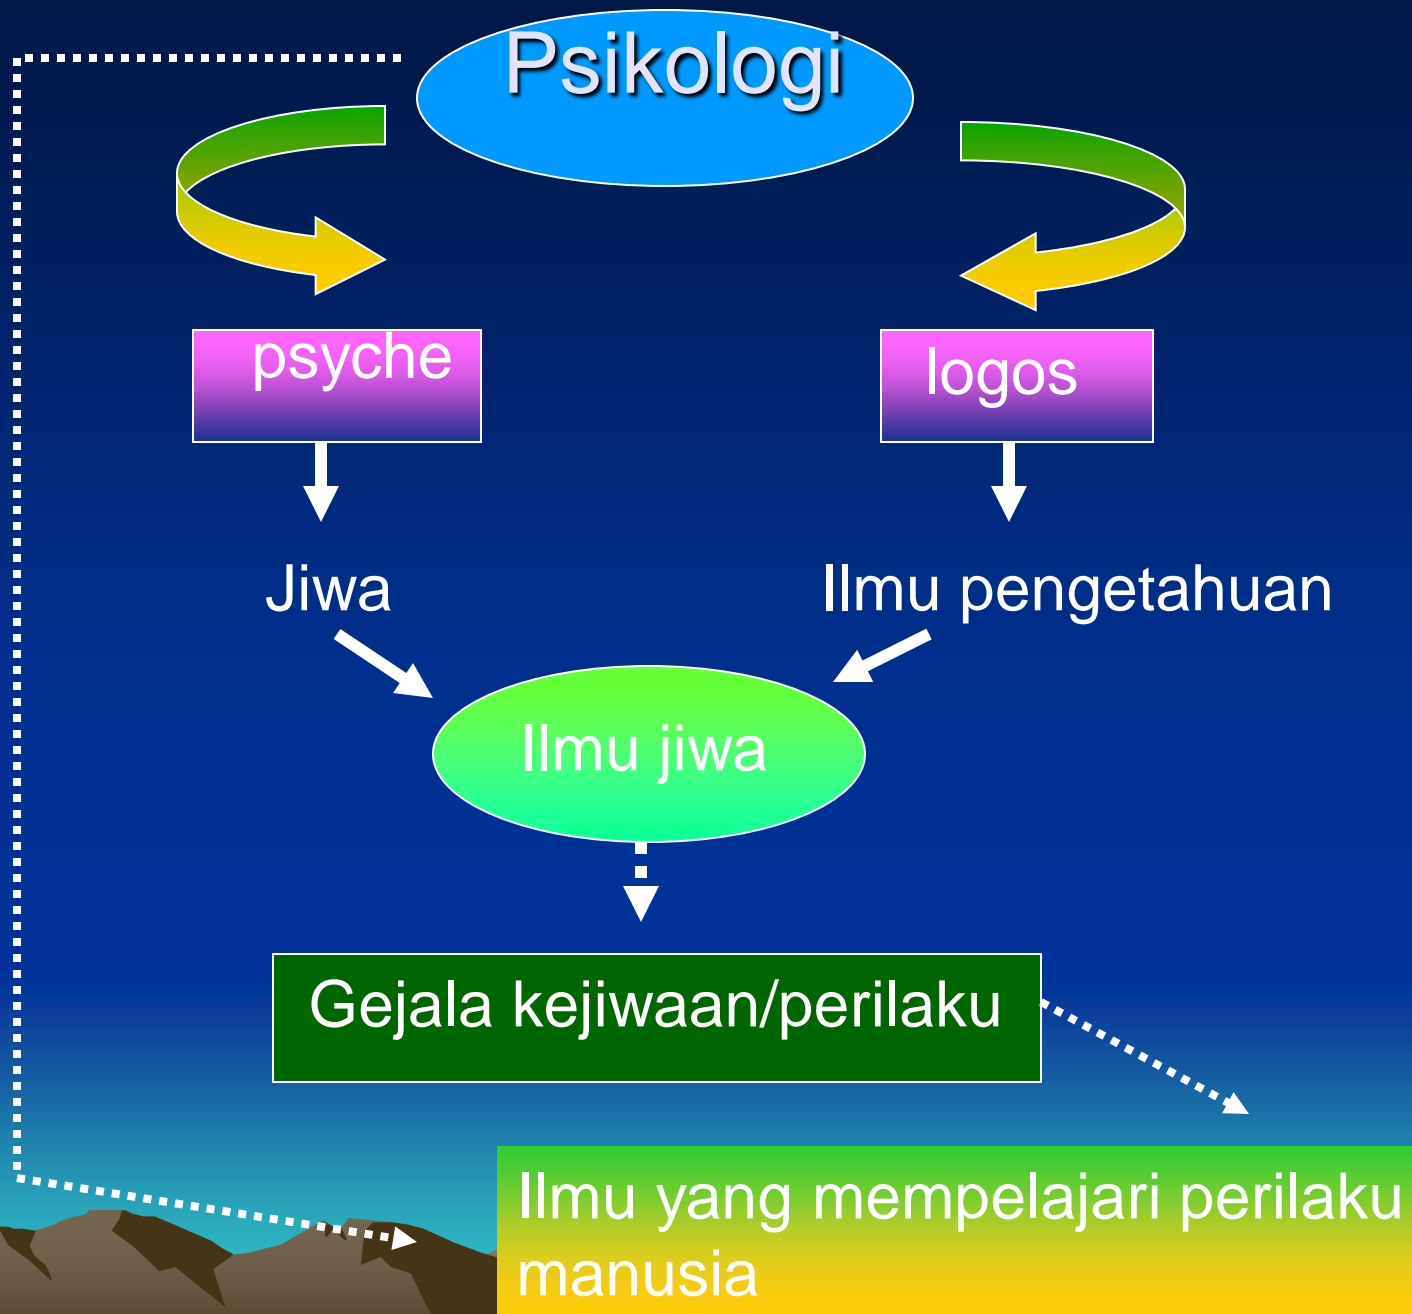 Psikologi
psyche
logos
Jiwa
Ilmu pengetahuan
Ilmu jiwa
Gejala kejiwaan/perilaku
Ilmu yang mempelajari perilaku
manusia